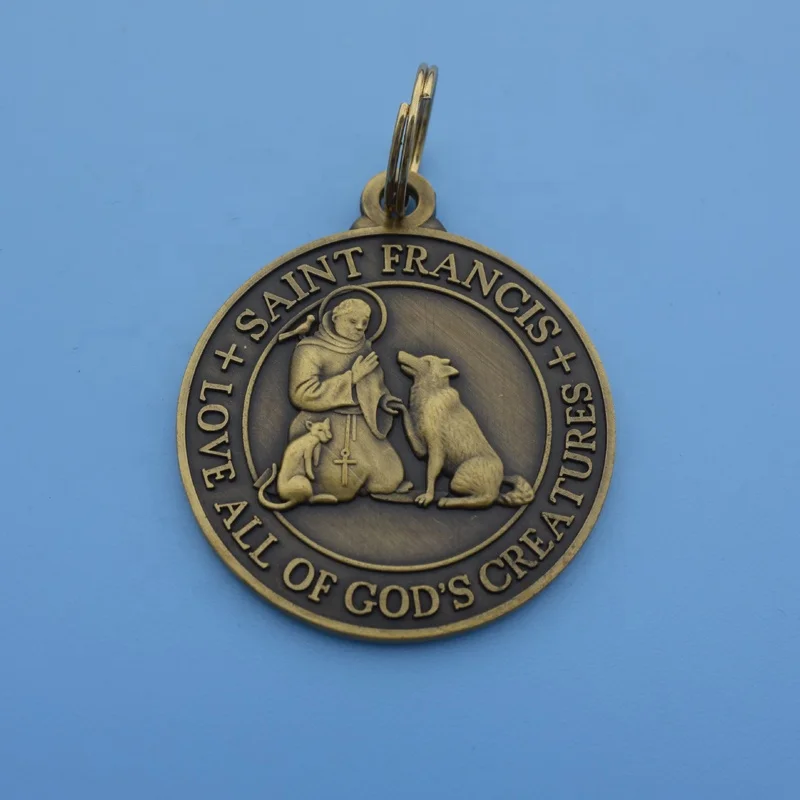 + SAINT FRANCIS +
LOVE ALL OF GOD'S CREATURES